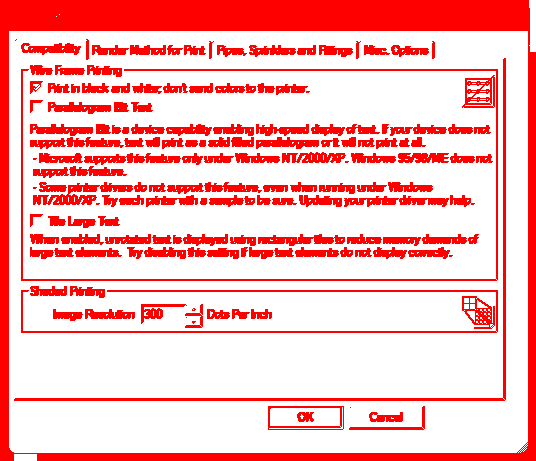 Compatibility
Render Method for Print
Pipes, Sprinklers and Fittings
Misc. Options
Wire Frame Printing
Print in black and white; don't send colors to the printer.
Parallelogram Blt Text
Parallelogram Blt is a device capability enabling high-speed display of text. If your device does not
support this feature, text will print as a solid filled parallelogram or it will not print at all.
- Microsoft supports this feature only under Windows NT/2000/XP. Windows 95/98/ME does not
support this feature.
- Some printer drivers do not support this feature, even when running under Windows
NT/2000/XP. Try each printer with a sample to be sure. Updating your printer driver may help.
Tile Large Text
When enabled, unrotated text is displayed using rectangular tiles to reduce memory demands of
large text elements. Try disabling this setting if large text elements do not display correctly.
Shaded Printing
Image Resolution 300 Dots Per Inch
OK
Cancel